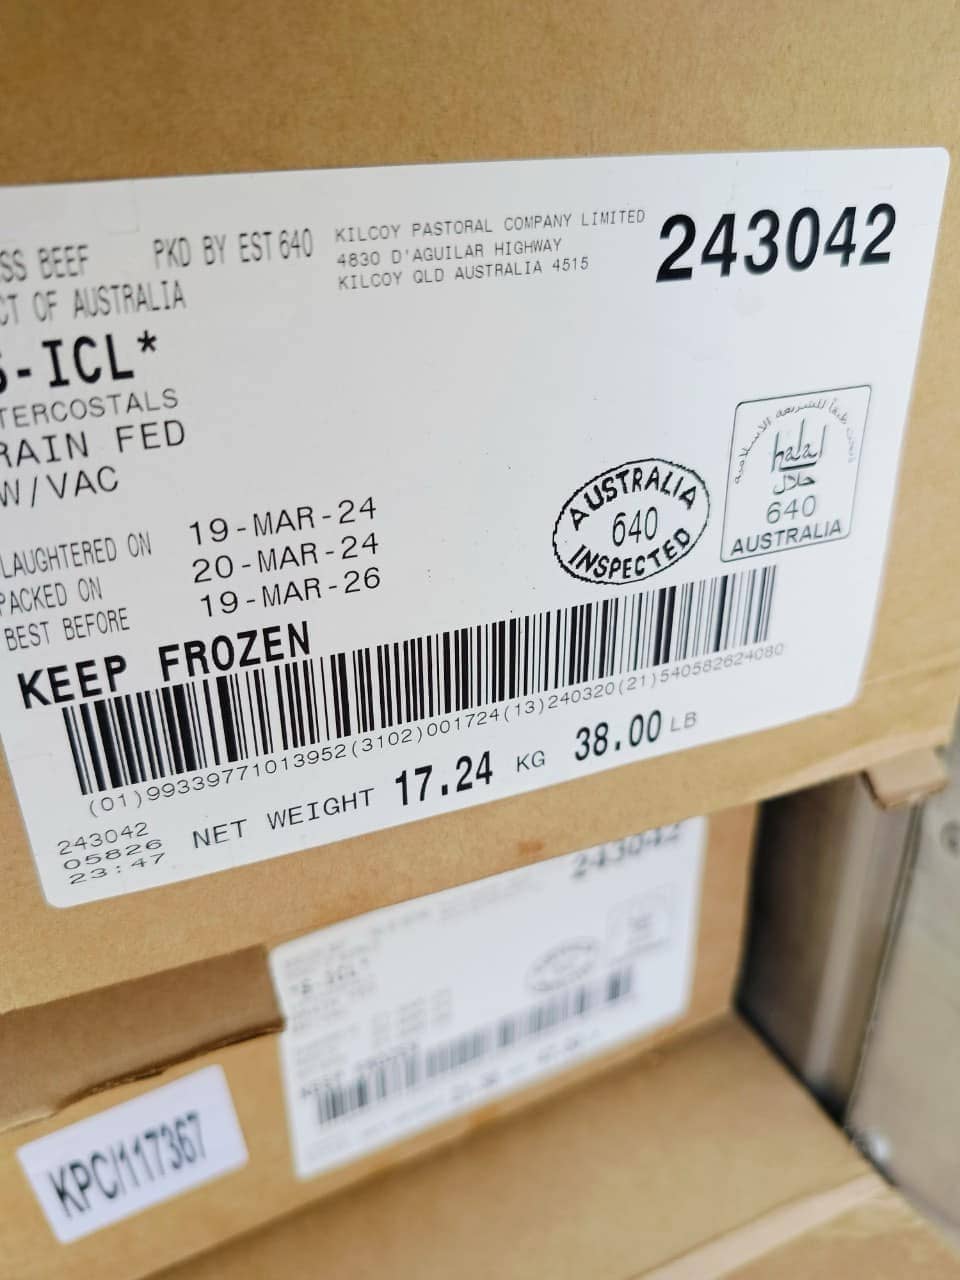 SS BEEF
PKD BY EST 640
KILCOY PASTORAL COMPANY LIMITED
4830 D'AGUILAR HIGHWAY
KILCOY QLD AUSTRALIA 4515
243042
CT OF AUSTRALIA
-ICL*
TERCOSTALS
RAIN FED
W/VAC
LAUGHTERED ON 19-MAR-24
PACKED ON 20-MAR-24
BEST BEFORE 19-MAR-26
KEEP FROZEN
AUSTRALIA
640
INSPECTED
halal
حلال
640
AUSTRALIA
(01)99339771013952(3102)001724(13)240320(21)540582624080
NET WEIGHT 17.24 KG 38.00 LB
243042
05826
23:47
243042
KPC/117367